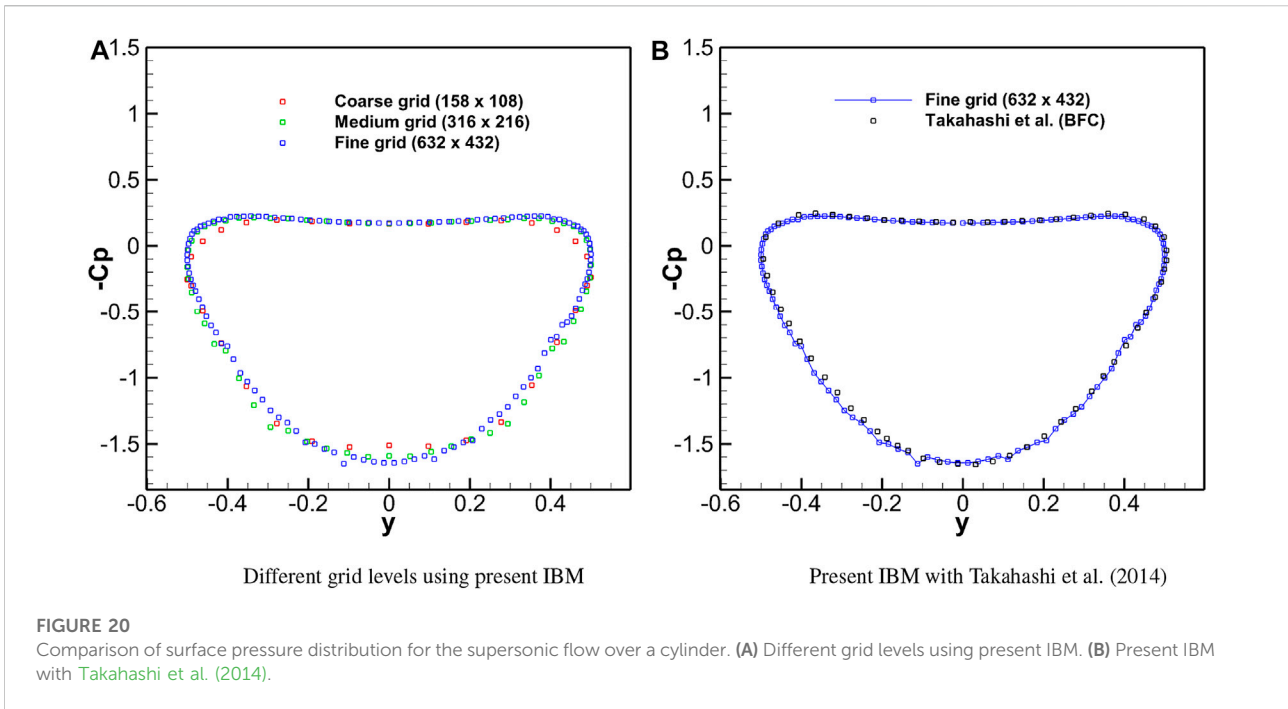 A
1.5
1
0.5
0
-0.5
-1
-1.5
-Cp
Coarse grid (158 x 108)
Medium grid (316 x 216)
Fine grid (632 x 432)
-0.6 -0.4 -0.2 0 0.2 0.4
y
Different grid levels using present IBM
B
1.5
1
0.5
0
-0.5
-1
-1.5
-Cp
Fine grid (632 x 432)
Takahashi et al. (BFC)
-0.6 -0.4 -0.2 0 0.2 0.4
y
Present IBM with Takahashi et al. (2014)
FIGURE 20
Comparison of surface pressure distribution for the supersonic flow over a cylinder. (A) Different grid levels using present IBM. (B) Present IBM
with Takahashi et al. (2014).